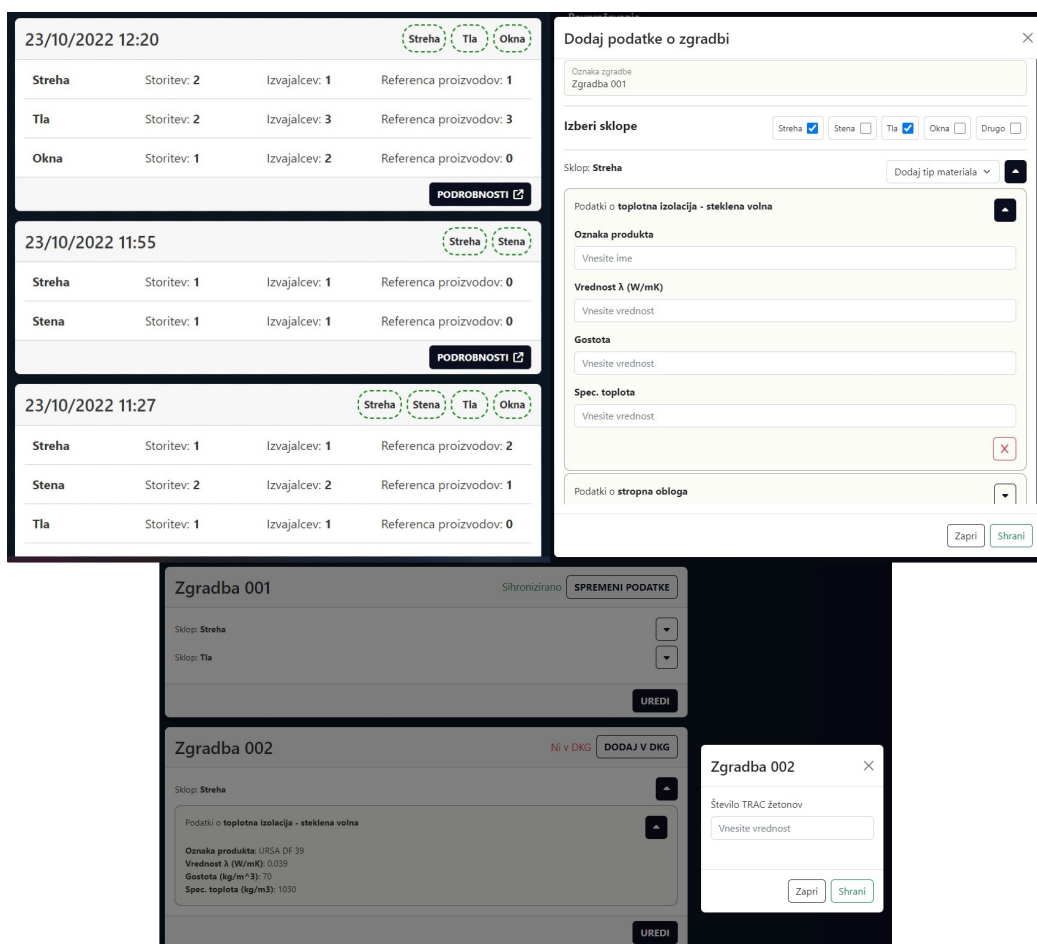 23/10/2022 12:20 Streha Tla Okna
Streha Storitev: 2 Izvajalcev: 1 Referenca proizvodov: 1
Tla Storitev: 2 Izvajalcev: 3 Referenca proizvodov: 3
Okna Storitev: 1 Izvajalcev: 2 Referenca proizvodov: 0
PODROBNOSTI
23/10/2022 11:55 Streha Stena
Streha Storitev: 1 Izvajalcev: 1 Referenca proizvodov: 0
Stena Storitev: 1 Izvajalcev: 1 Referenca proizvodov: 0
PODROBNOSTI
23/10/2022 11:27 Streha Stena Tla Okna
Streha Storitev: 1 Izvajalcev: 1 Referenca proizvodov: 2
Stena Storitev: 2 Izvajalcev: 2 Referenca proizvodov: 1
Tla Storitev: 1 Izvajalcev: 1 Referenca proizvodov: 0
Dodaj podatke o zgradbi
Oznaka zgradbe
Zgradba 001
Izberi sklope Streha Stena Tla Okna Drugo
Sklop: Streha Dodaj tip materiala
Podatki o toplotna izolacija - steklena volna
Oznaka produkta
Vnesite ime
Vrednost λ (W/mK)
Vnesite vrednost
Gostota
Vnesite vrednost
Spec. toplota
Vnesite vrednost
X
Podatki o stropna obloga
Zapri Shrani
Zgradba 001 Sihronizirano SPREMENI PODATKE
Sklop: Streha
Sklop: Tla
UREDI
Zgradba 002 Ni v DKG DODAJ V DKG
Sklop: Streha
Podatki o toplotna izolacija - steklena volna
Oznaka produkta: URSA DF 39
Vrednost λ (W/mK): 0.039
Gostota (kg/m^3): 70
Spec. toplota (kg/m3): 1030
UREDI
Zgradba 002
Število TRAC žetonov
Vnesite vrednost
Zapri Shrani